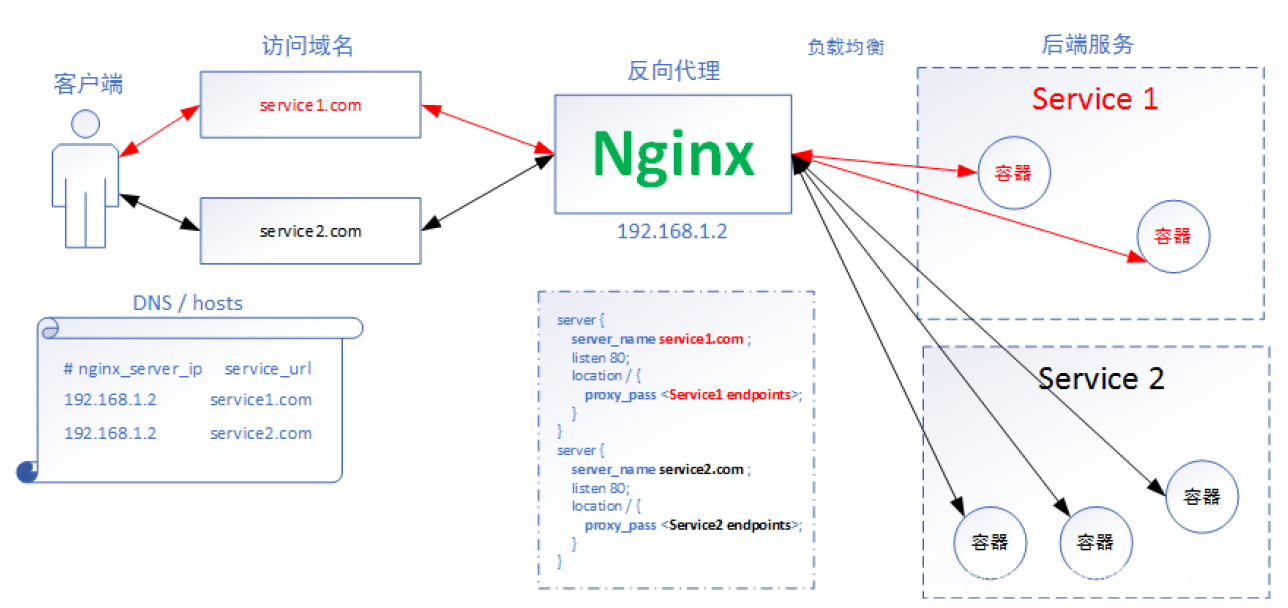 客户端
访问域名
service1.com
service2.com
DNS / hosts
# nginx_server_ip service_url
192.168.1.2 service1.com
192.168.1.2 service2.com
反向代理
Nginx
192.168.1.2
server {
server_name service1.com ;
listen 80;
location / {
proxy_pass <Service1 endpoints>;
}
}
server {
server_name service2.com ;
listen 80;
location / {
proxy_pass <Service2 endpoints>;
}
}
负载均衡
后端服务
Service 1
容器
容器
Service 2
容器
容器
容器